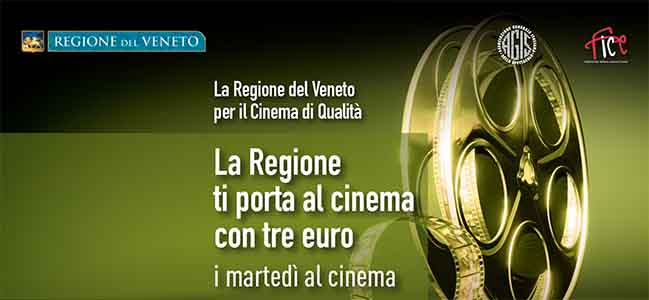 REGIONE DEL VENETO
AGIS
fice
La Regione del Veneto
per il Cinema di Qualità
La Regione
ti porta al cinema
con tre euro
i martedì al cinema